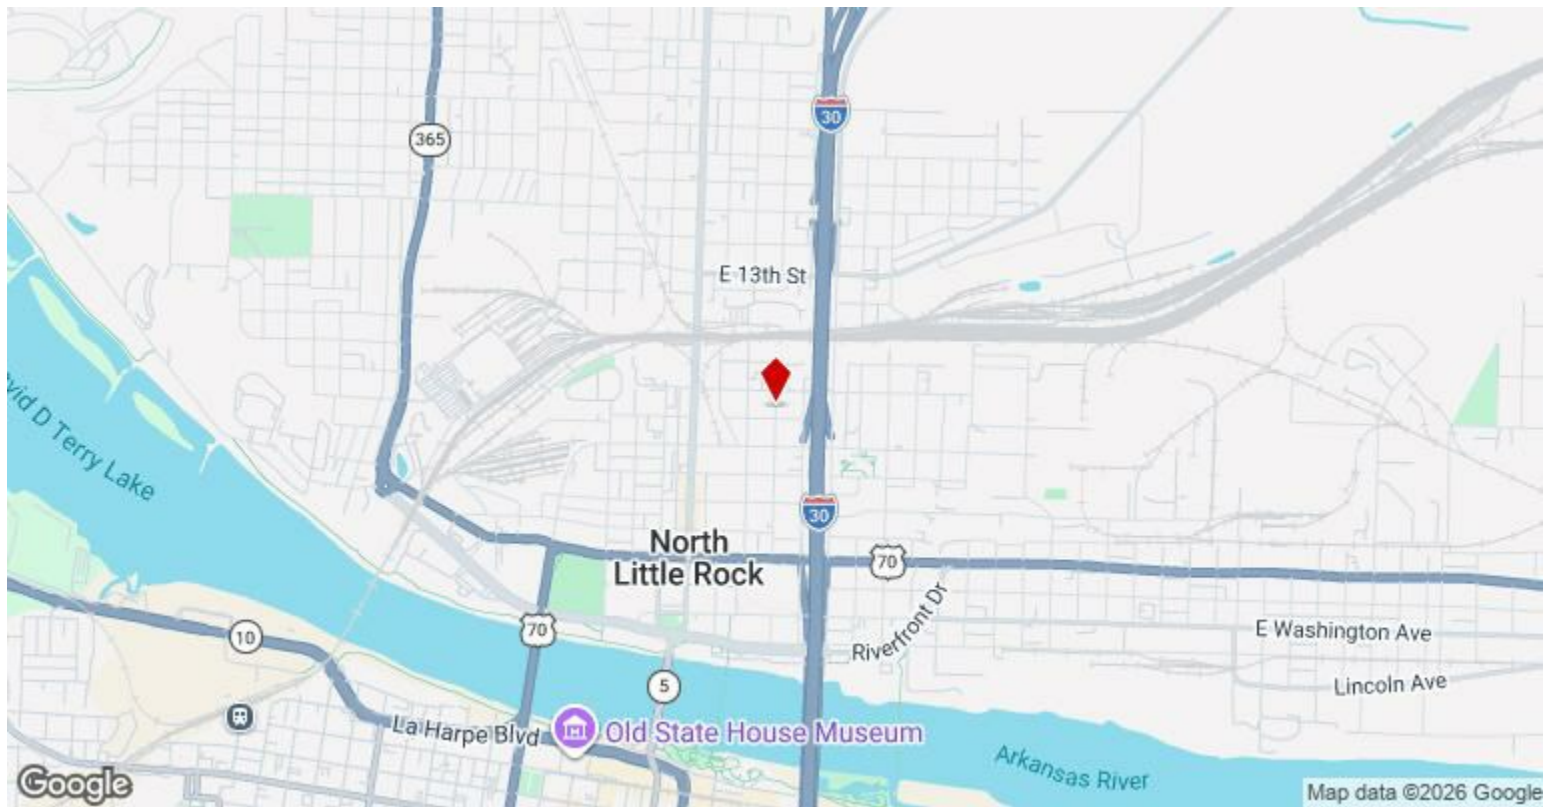 30
365
E 13th St
vid D Terry Lake
30
North
Little Rock
70
Riverfront Dr
70
E Washington Ave
10
5
Lincoln Ave
La Harpe Blvd
Old State House Museum
Arkansas River
Google
Map data ©2026 Google